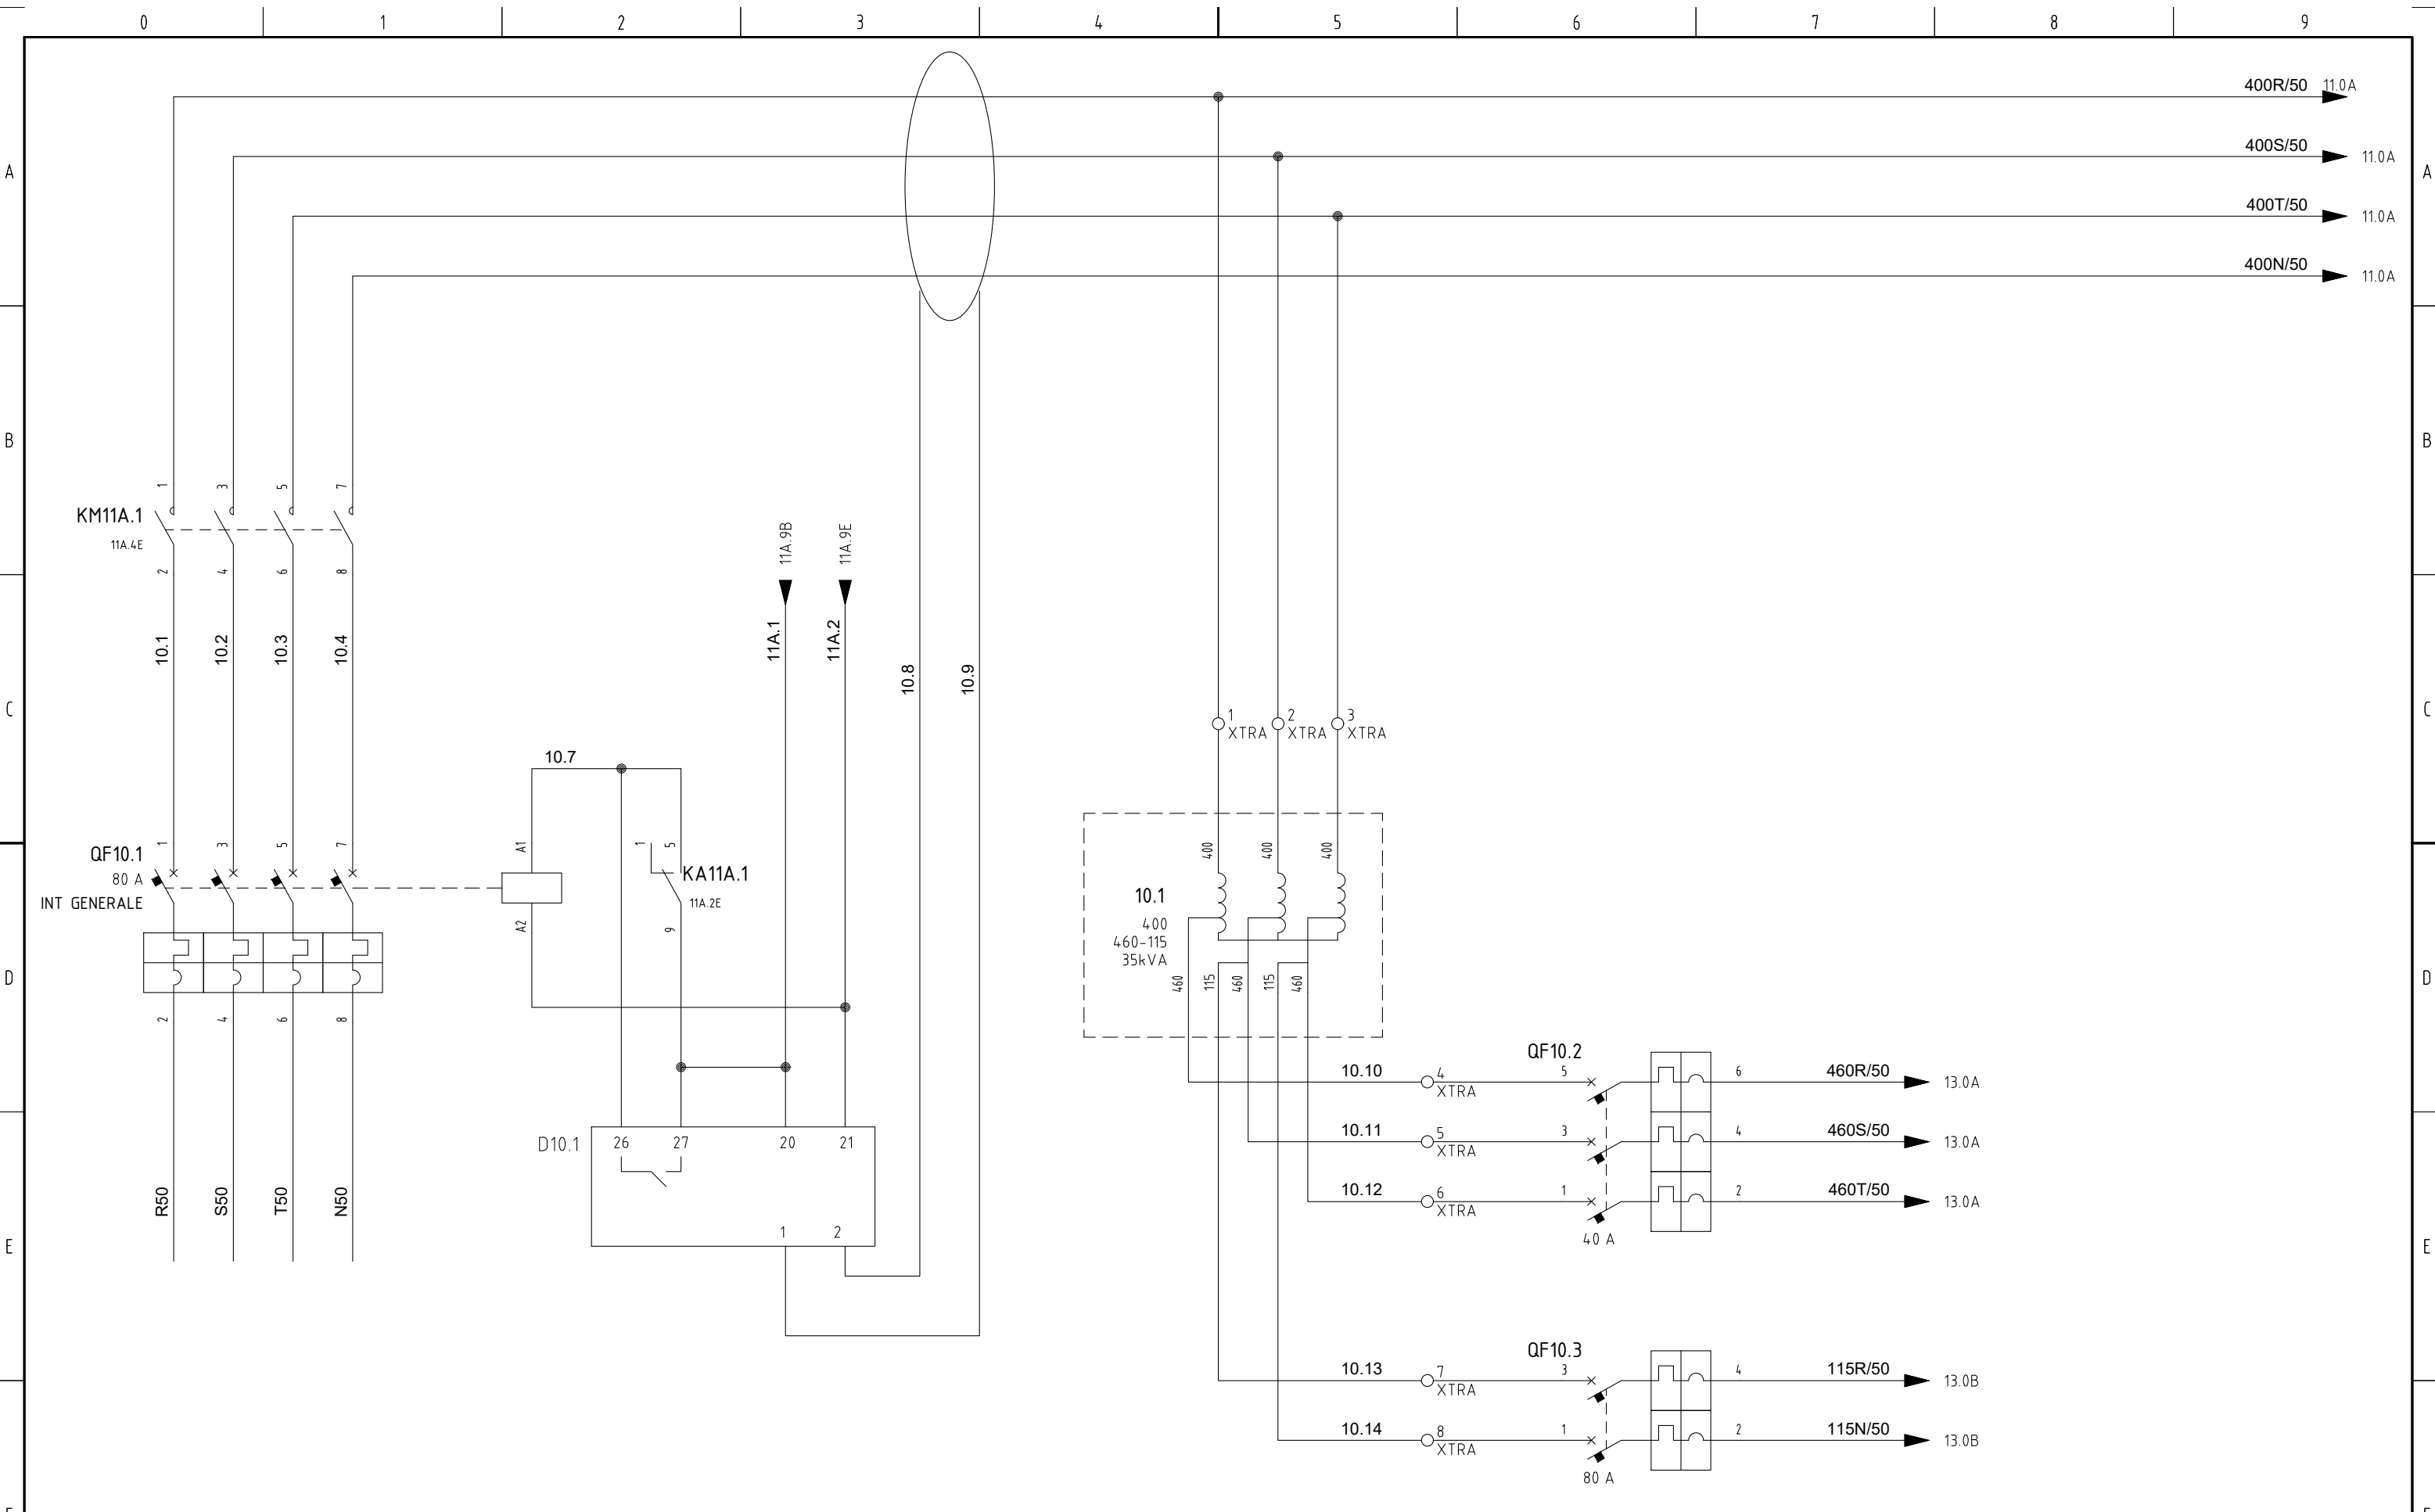 0 1 2 3 4 5 6 7 8 9
400R/50 11.0A
A 400S/50 11.0A A
400T/50 11.0A
400N/50 11.0A
B B
1 3 5 7
KM11A.1
11A.4E
2 4 6 8
11A.9B 11A.9E
10.1 10.2 10.3 10.4
11A.1 11A.2
10.8 10.9
C C
1 2 3
XTRA XTRA XTRA
10.7
1 3 5 7
QF10.1
80 A
INT GENERALE
A1
A2
1 5
KA11A.1
11A.2E
9
400 400 400
10.1
400
460-115
35kVA
D D
460 115 460 115 460
2 4 6 8
QF10.2
10.10 4 5 6 460R/50 13.0A
XTRA
10.11 5 3 4 460S/50 13.0A
XTRA
10.12 6 1 2 460T/50 13.0A
XTRA
40 A
D10.1 26 27 20 21
1 2
R50 S50 T50 N50
E E
QF10.3
10.13 7 3 4 115R/50 13.0B
XTRA
10.14 8 1 2 115N/50 13.0B
XTRA
80 A